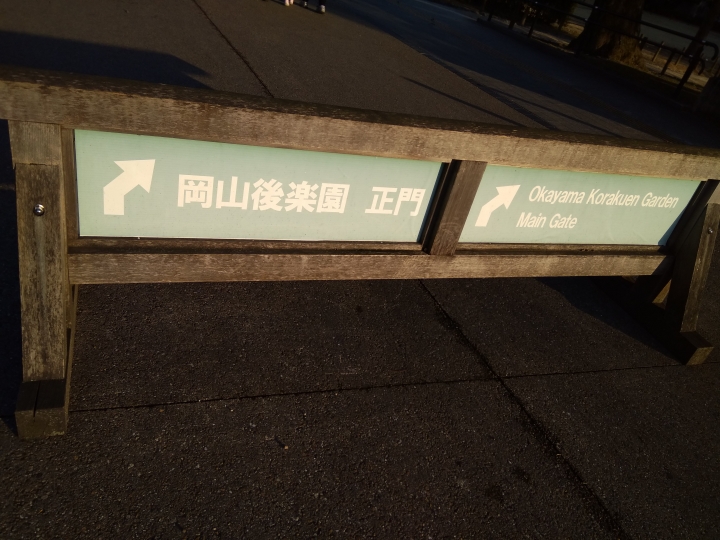 岡山後楽園 正門
Okayama Korakuen Garden
Main Gate